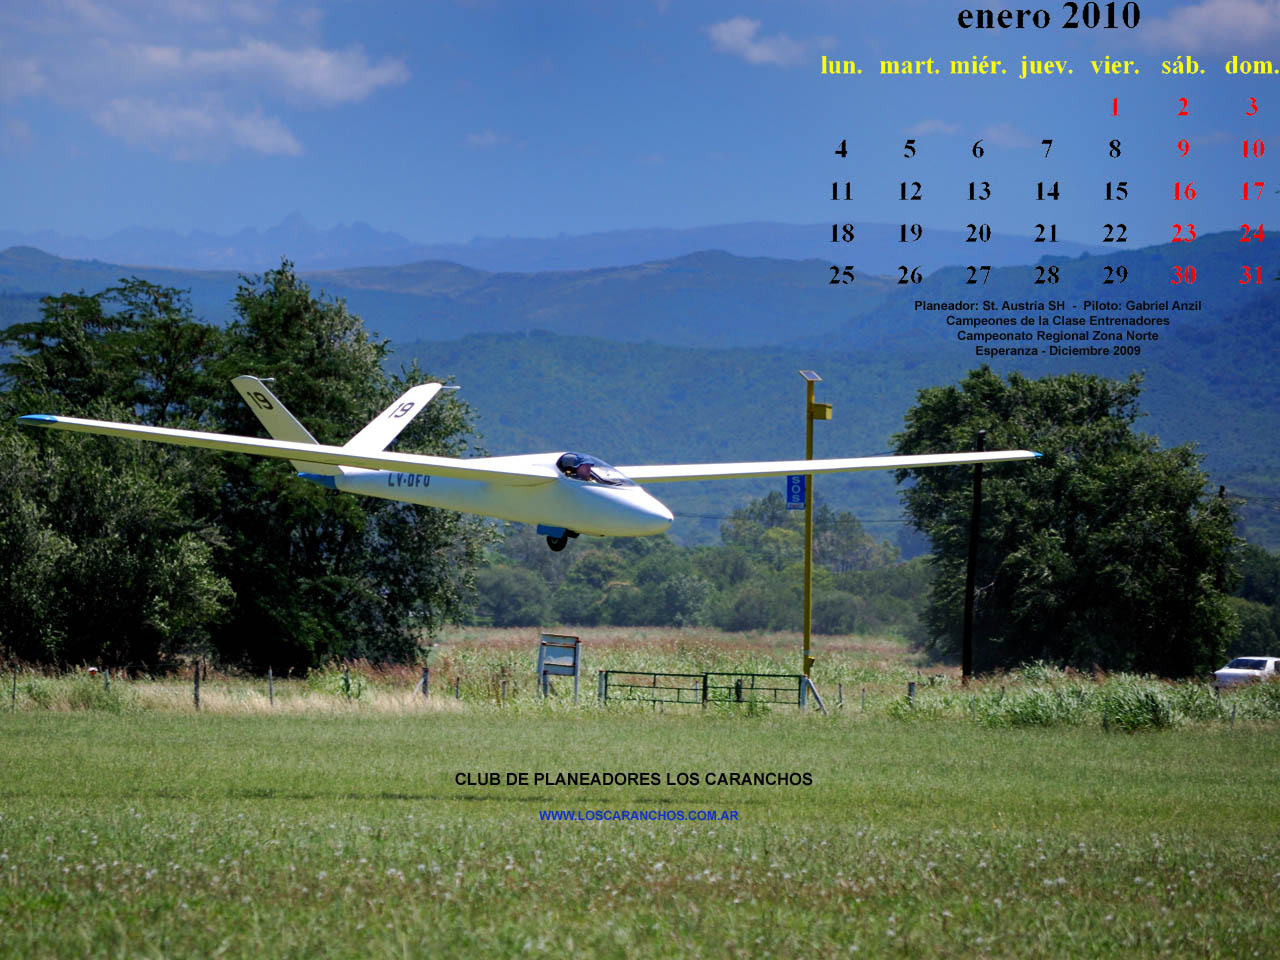 enero 2010
lun. mart. miér. juev. vier. sáb. dom.
1 2 3
4 5 6 7 8 9 10
11 12 13 14 15 16 17
18 19 20 21 22 23 24
25 26 27 28 29 30 31
Planeador: St. Austria SH - Piloto: Gabriel Anzil
Campeones de la Clase Entrenadores
Campeonato Regional Zona Norte
Esperanza - Diciembre 2009
19 19
LV-DFU
SOS
CLUB DE PLANEADORES LOS CARANCHOS
WWW.LOSCARANCHOS.COM.AR